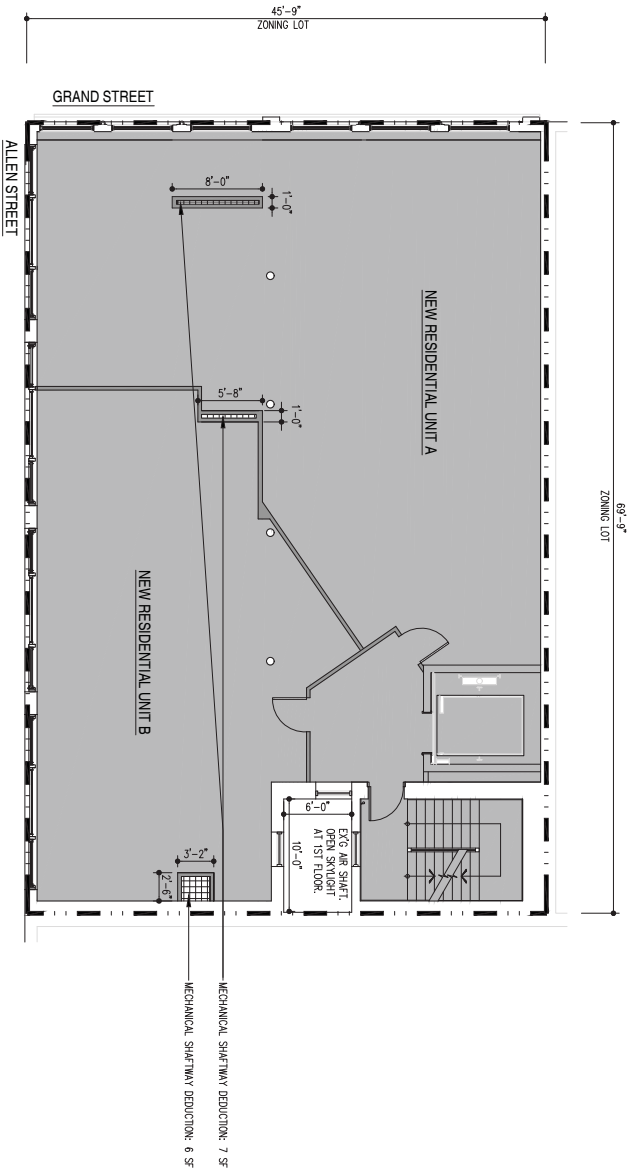 45'-9"
ZONING LOT
GRAND STREET
ALLEN STREET
8'-0"
1'-0"
NEW RESIDENTIAL UNIT A
69'-9"
ZONING LOT
5'-8"
1'-0"
NEW RESIDENTIAL UNIT B
6'-0"
10'-0"
EX'G AIR SHAFT.
OPEN SKYLIGHT
AT 1ST FLOOR.
3'-2"
2'-6"
MECHANICAL SHAFTWAY DEDUCTION: 7 SF
MECHANICAL SHAFTWAY DEDUCTION: 6 SF